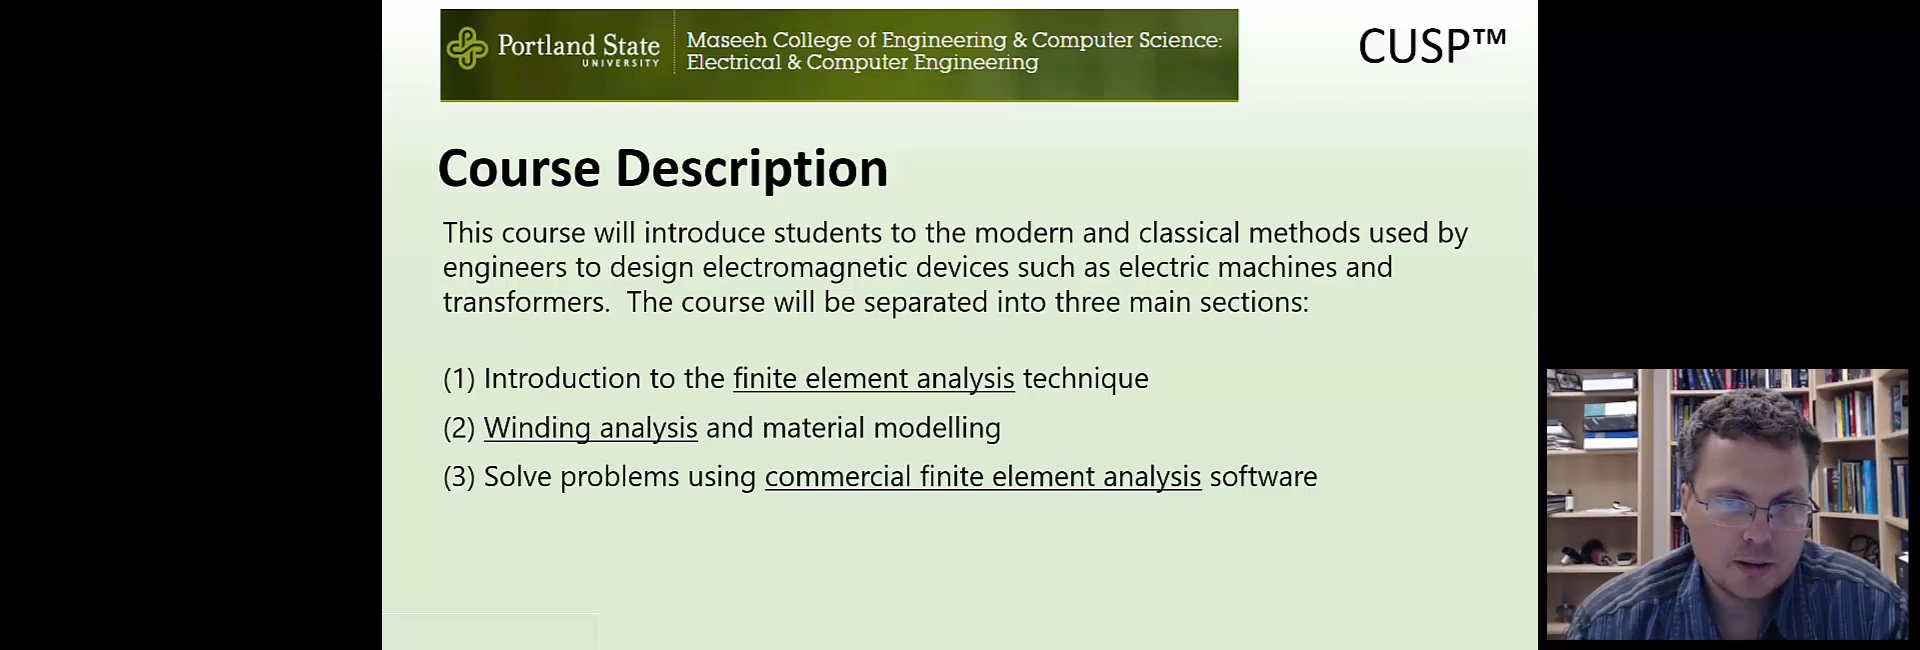 Portland State
UNIVERSITY
Maseeh College of Engineering & Computer Science:
Electrical & Computer Engineering
CUSP™
Course Description
This course will introduce students to the modern and classical methods used by
engineers to design electromagnetic devices such as electric machines and
transformers. The course will be separated into three main sections:
(1) Introduction to the finite element analysis technique
(2) Winding analysis and material modelling
(3) Solve problems using commercial finite element analysis software